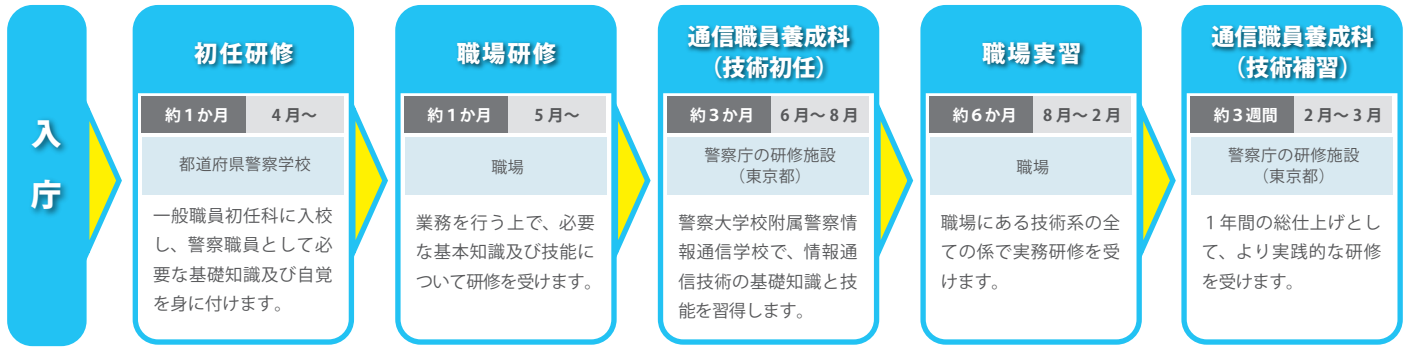 入庁
初任研修
約1か月 4月～
都道府県警察学校
一般職員初任科に入校
し、警察職員として必
要な基礎知識及び自覚
を身に付けます。
職場研修
約1か月 5月～
職場
業務を行う上で、必要
な基本知識及び技能に
ついて研修を受けます。
通信職員養成科
（技術初任）
約3か月 6月～8月
警察庁の研修施設
（東京都）
警察大学校附属警察情
報通信学校で、情報通
信技術の基礎知識と技
能を習得します。
職場実習
約6か月 8月～2月
職場
職場にある技術系の全
ての係で実務研修を受
けます。
通信職員養成科
（技術補習）
約3週間 2月～3月
警察庁の研修施設
（東京都）
１年間の総仕上げとし
て、より実践的な研修
を受けます。